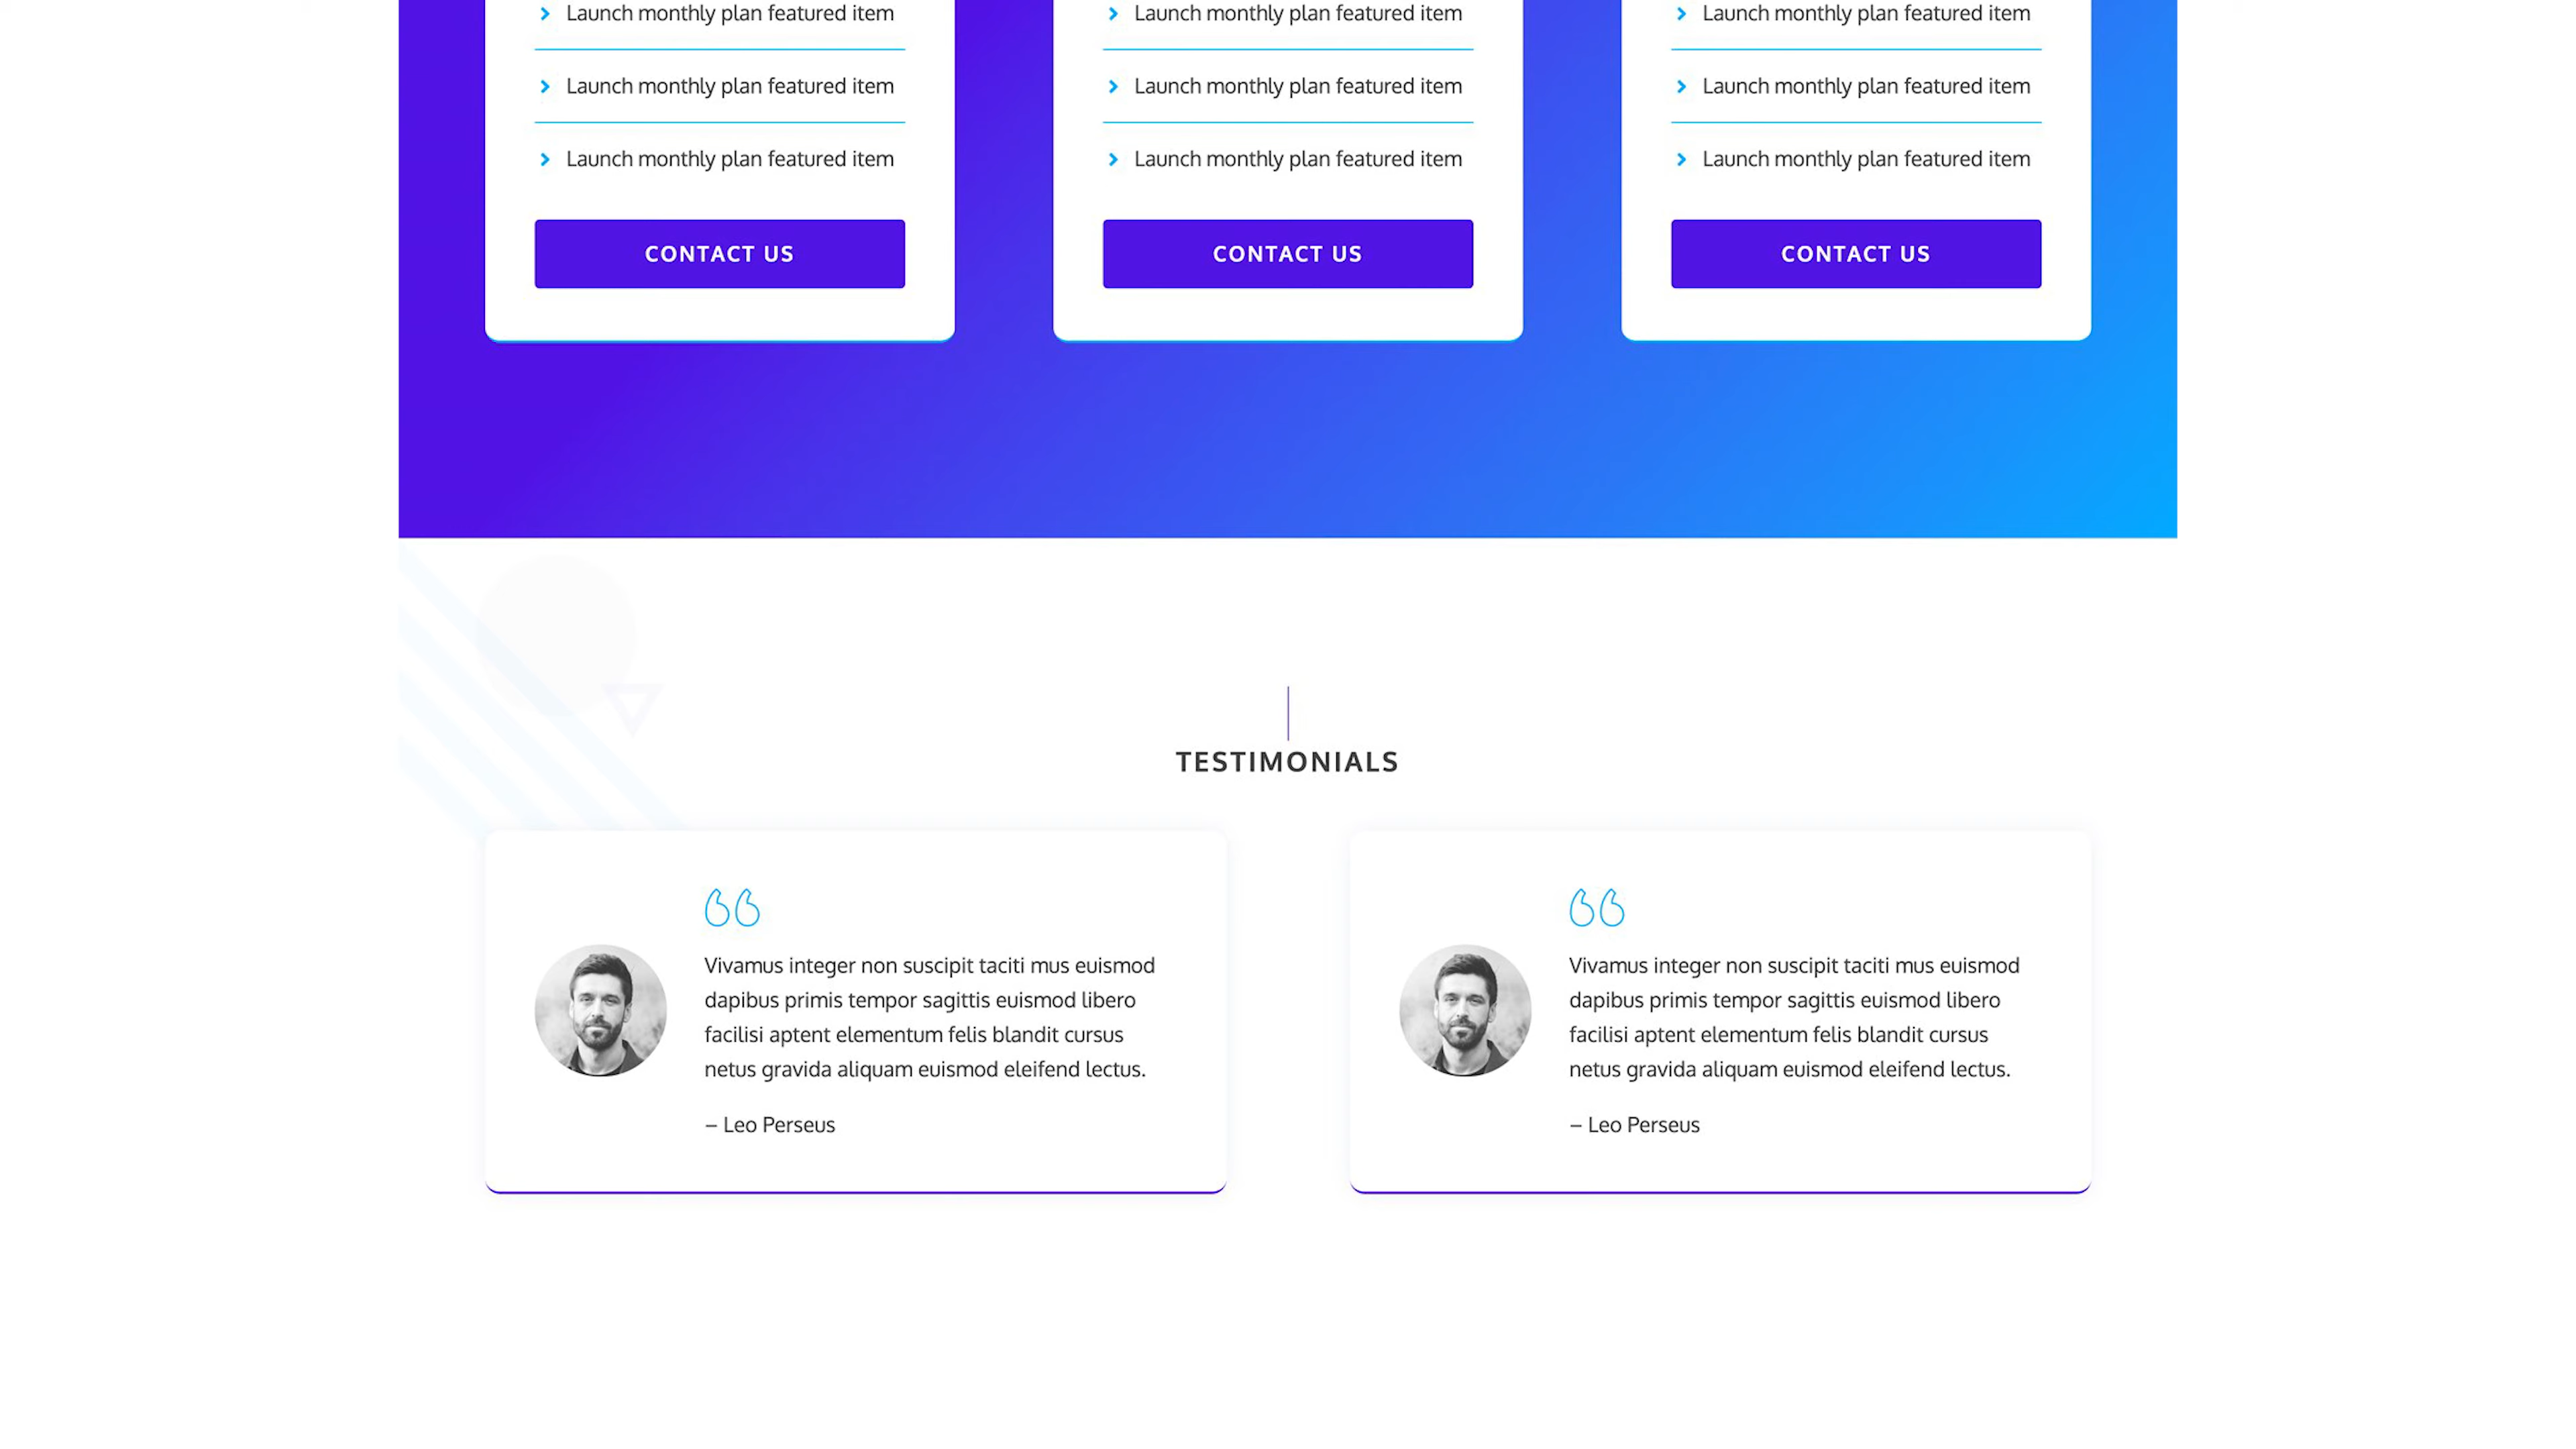 Launch monthly plan featured item
Launch monthly plan featured item
Launch monthly plan featured item
CONTACT US
Launch monthly plan featured item
Launch monthly plan featured item
Launch monthly plan featured item
CONTACT US
Launch monthly plan featured item
Launch monthly plan featured item
Launch monthly plan featured item
CONTACT US
TESTIMONIALS
Vivamus integer non suscipit taciti mus euismod
dapibus primis tempor sagittis euismod libero
facilisi aptent elementum felis blandit cursus
netus gravida aliquam euismod eleifend lectus.
– Leo Perseus
Vivamus integer non suscipit taciti mus euismod
dapibus primis tempor sagittis euismod libero
facilisi aptent elementum felis blandit cursus
netus gravida aliquam euismod eleifend lectus.
– Leo Perseus